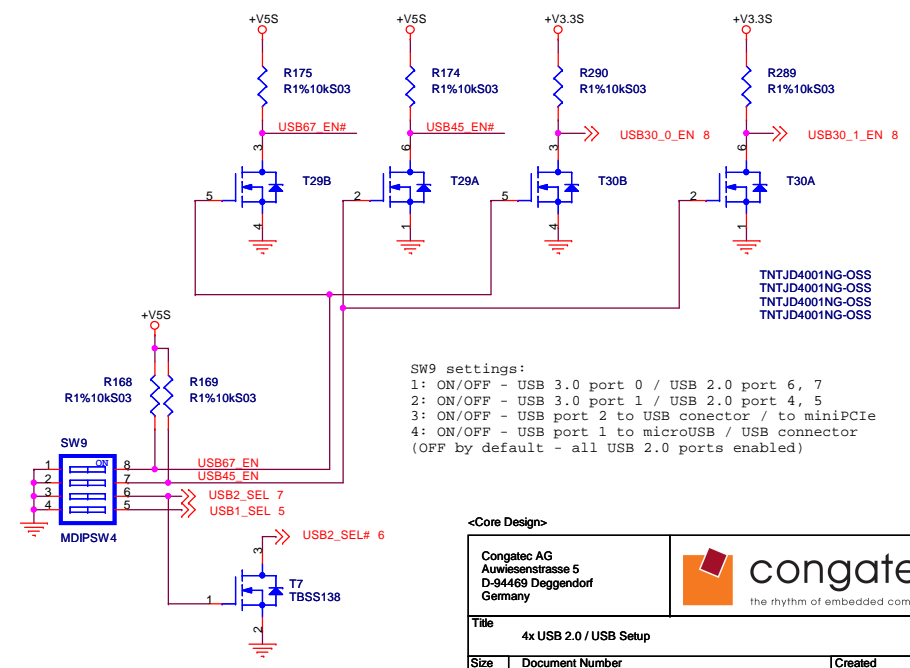 +V5S +V5S +V3.3S +V3.3S
R175 R174 R290 R289
R1%10kS03 R1%10kS03 R1%10kS03 R1%10kS03
USB67_EN# USB45_EN# USB30_0_EN 8 USB30_1_EN 8
3 6 3 6
T29B T29A T30B T30A
5 2 5 2
4 1 4 1
TNTJD4001NG-OSS
TNTJD4001NG-OSS
TNTJD4001NG-OSS
TNTJD4001NG-OSS
+V5S
R168 R169
R1%10kS03 R1%10kS03
SW9 settings:
1: ON/OFF - USB 3.0 port 0 / USB 2.0 port 6, 7
2: ON/OFF - USB 3.0 port 1 / USB 2.0 port 4, 5
3: ON/OFF - USB port 2 to USB conector / to miniPCIe
4: ON/OFF - USB port 1 to microUSB / USB connector
(OFF by default - all USB 2.0 ports enabled)
SW9
ON
1 8 USB67_EN
2 7 USB45_EN
3 6 USB2_SEL 7
4 5 USB1_SEL 5
MDIPSW4
USB2_SEL# 6
3
T7
TBSS138
1
2
<Core Design>
Congatec AG
Auwiesenstrasse 5
D-94469 Deggendorf
Germany
congate
the rhythm of embedded com
Title
4x USB 2.0 / USB Setup
Size Document Number Created